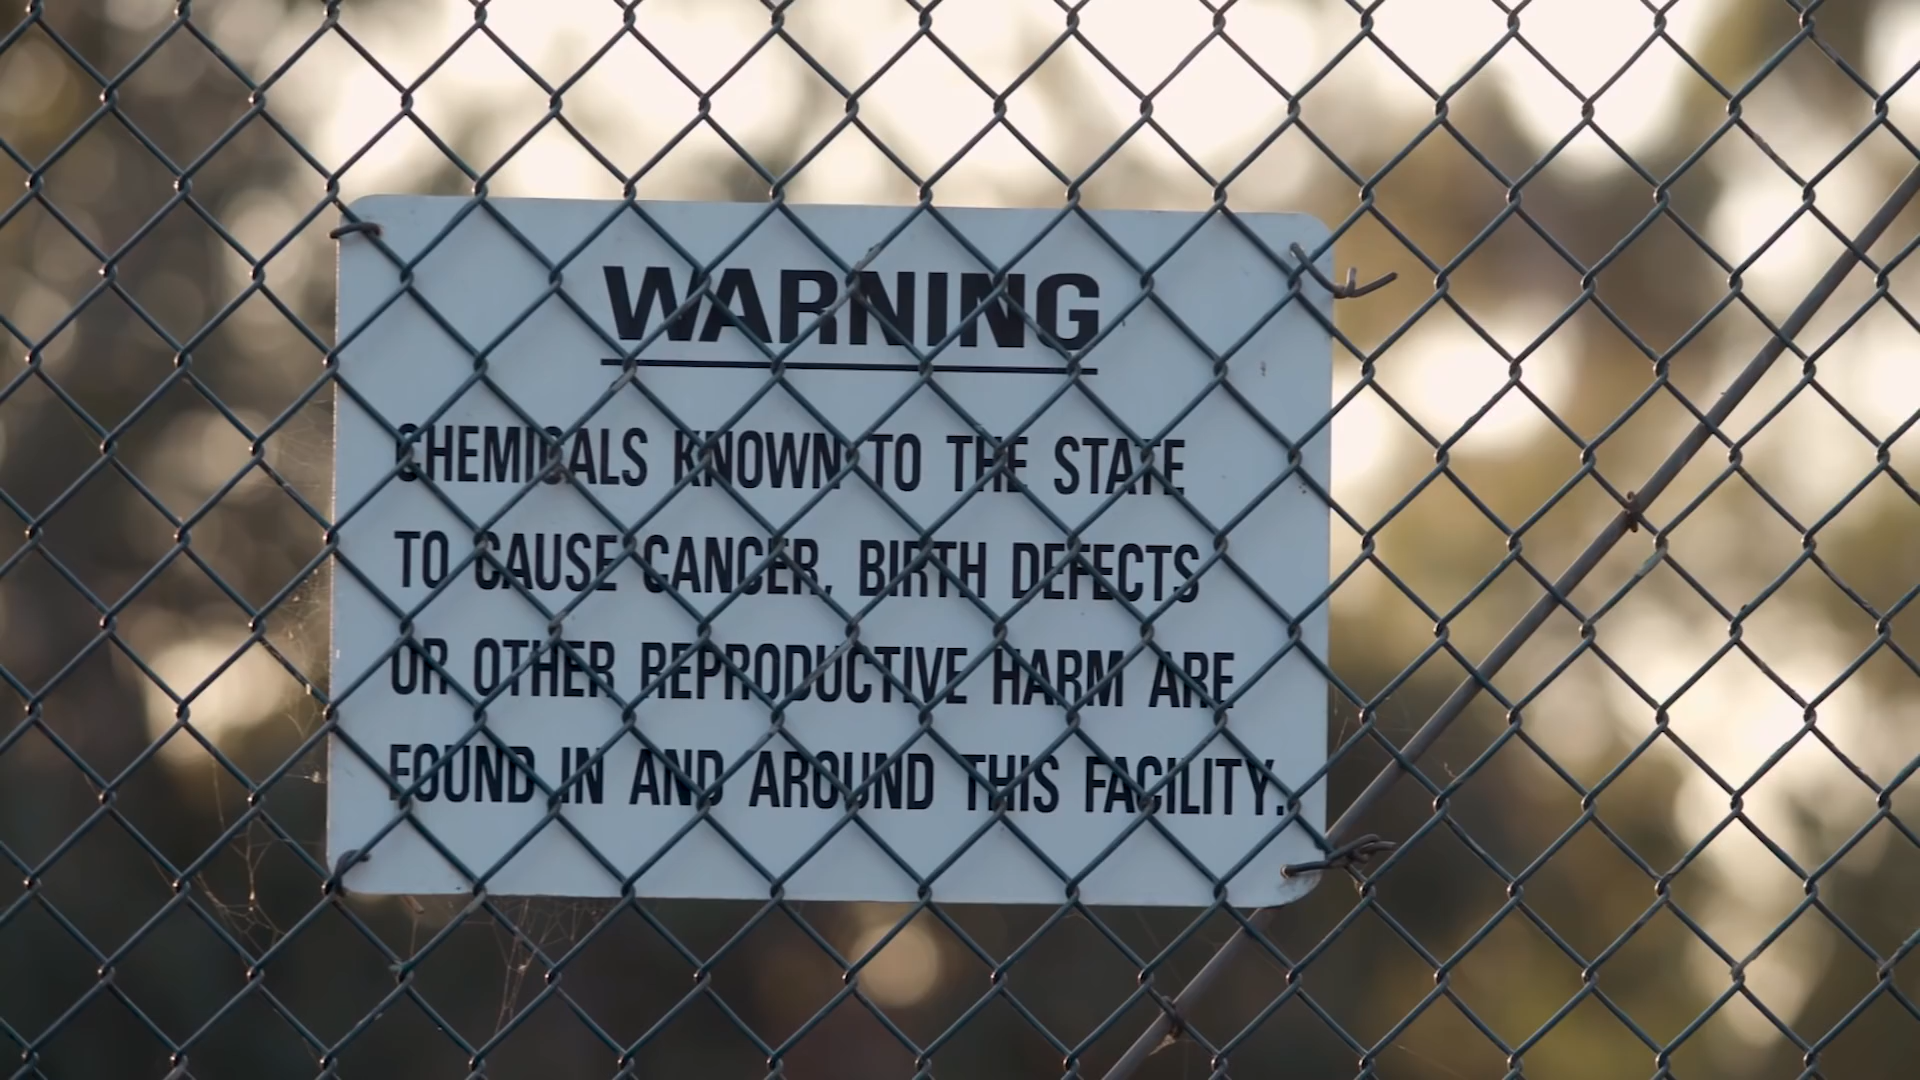 WARNING
CHEMICALS KNOWN TO THE STATE
TO CAUSE CANCER, BIRTH DEFECTS
OR OTHER REPRODUCTIVE HARM ARE
FOUND IN AND AROUND THIS FACILITY.